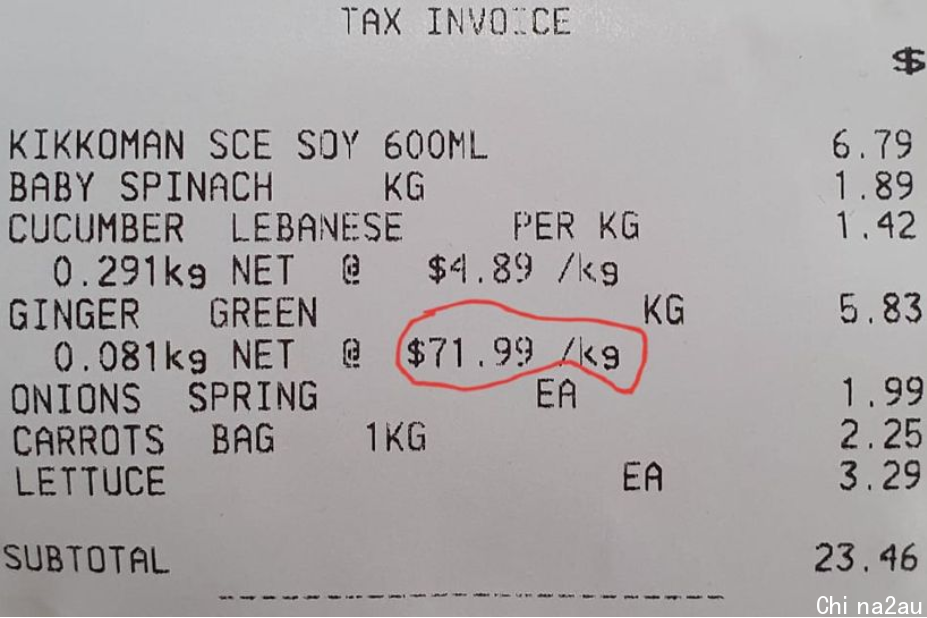 TAX INVOICE
$
KIKKOMAN SCE SOY 600ML 6.79
BABY SPINACH KG 1.89
CUCUMBER LEBANESE PER KG 1.42
0.291kg NET @ $4.89 /kg
GINGER GREEN KG 5.83
0.081kg NET @ $71.99 /kg
ONIONS SPRING EA 1.99
CARROTS BAG 1KG 2.25
LETTUCE EA 3.29
SUBTOTAL 23.46
China2au